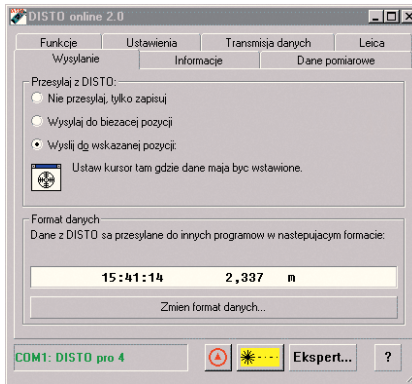 DISTO online 2.0
Funkcje Ustawienia Transmisja danych Leica
Wysylanie Informacje Dane pomiarowe
Przesylaj z DISTO:
Nie przesylaj, tylko zapisuj
Wysylaj do biezacej pozycji
Wyslij do wskazanej pozycji:
Ustaw kursor tam gdzie dane maja byc wstawione.
Format danych
Dane z DISTO sa przesylane do innych programow w nastepujacym formacie:
15:41:14 2,337 m
Zmien format danych...
COM1: DISTO pro 4 Ekspert... ?